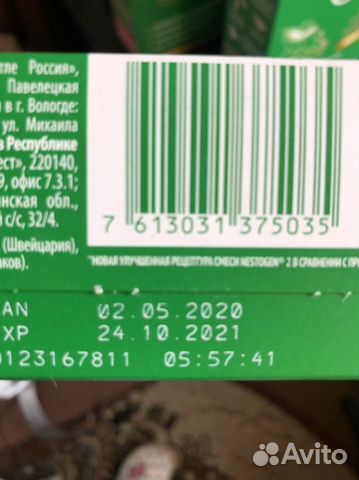 тле Россия»,
Павелецкая
в г. Вологде:
ул. Михаила
в Республике
ест», 220140,
9, офис 7.3.1;
инская обл.,
й с/с, 32/4.
(Швейцария),
аков).
7 613031 375035
*НОВАЯ УЛУЧШЕННАЯ РЕЦЕПТУРА СМЕСИ NESTOGEN® 2 В СРАВНЕНИИ С ПР
AN 02.05.2020
XP 24.10.2021
0123167811 05:57:41
Avito